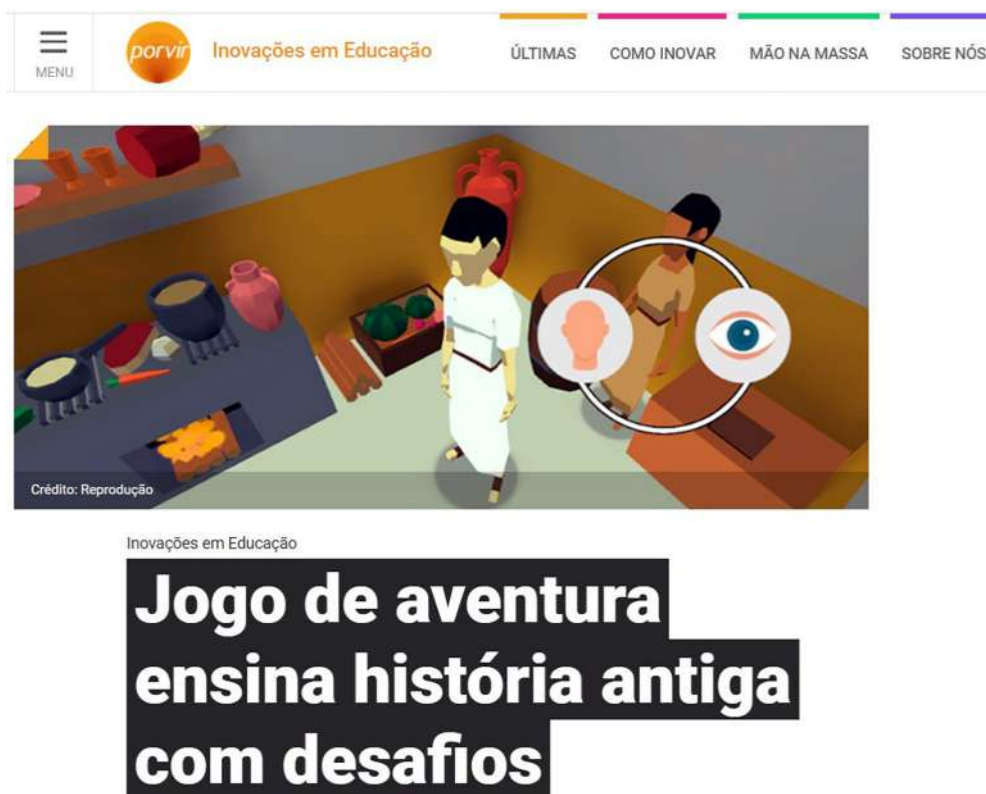 MENU
porvir
Inovações em Educação
ÚLTIMAS
COMO INOVAR
MÃO NA MASSA
SOBRE NÓS
Crédito: Reprodução
Inovações em Educação
Jogo de aventura
ensina história antiga
com desafios